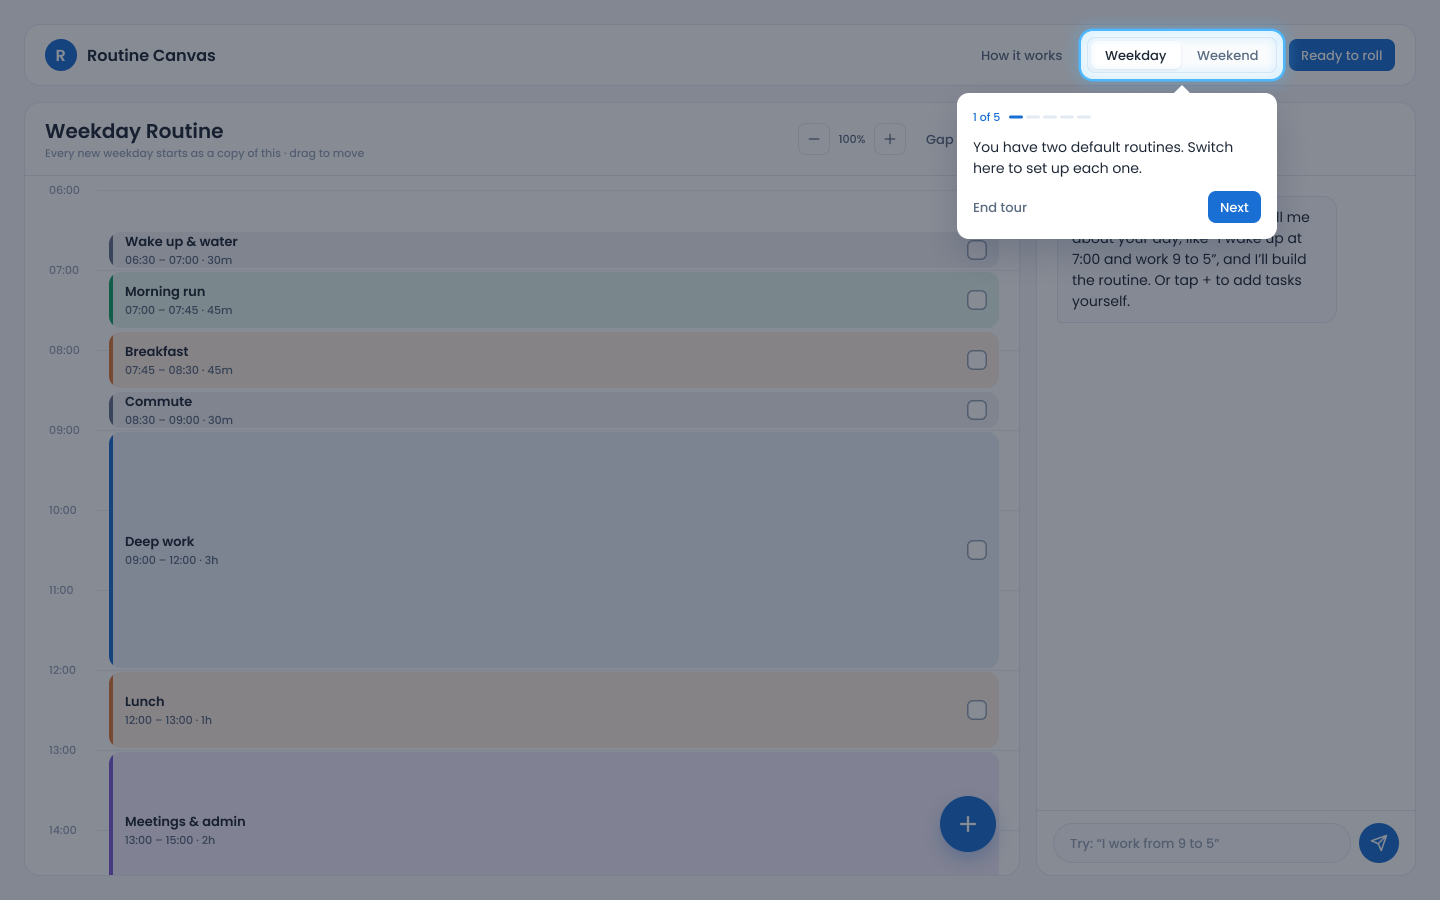 R
Routine Canvas
How it works
Weekday
Weekend
Ready to roll
Weekday Routine
Every new weekday starts as a copy of this · drag to move
100%
Gap
1 of 5
You have two default routines. Switch
here to set up each one.
End tour
Next
06:00
Wake up & water
06:30 – 07:00 · 30m
07:00
Morning run
07:00 – 07:45 · 45m
08:00
Breakfast
07:45 – 08:30 · 45m
Commute
08:30 – 09:00 · 30m
09:00
10:00
Deep work
09:00 – 12:00 · 3h
11:00
12:00
Lunch
12:00 – 13:00 · 1h
13:00
Meetings & admin
13:00 – 15:00 · 2h
14:00
+
me
about your day, like “I wake up at
7:00 and work 9 to 5”, and I’ll build
the routine. Or tap + to add tasks
yourself.
Try: “I work from 9 to 5”